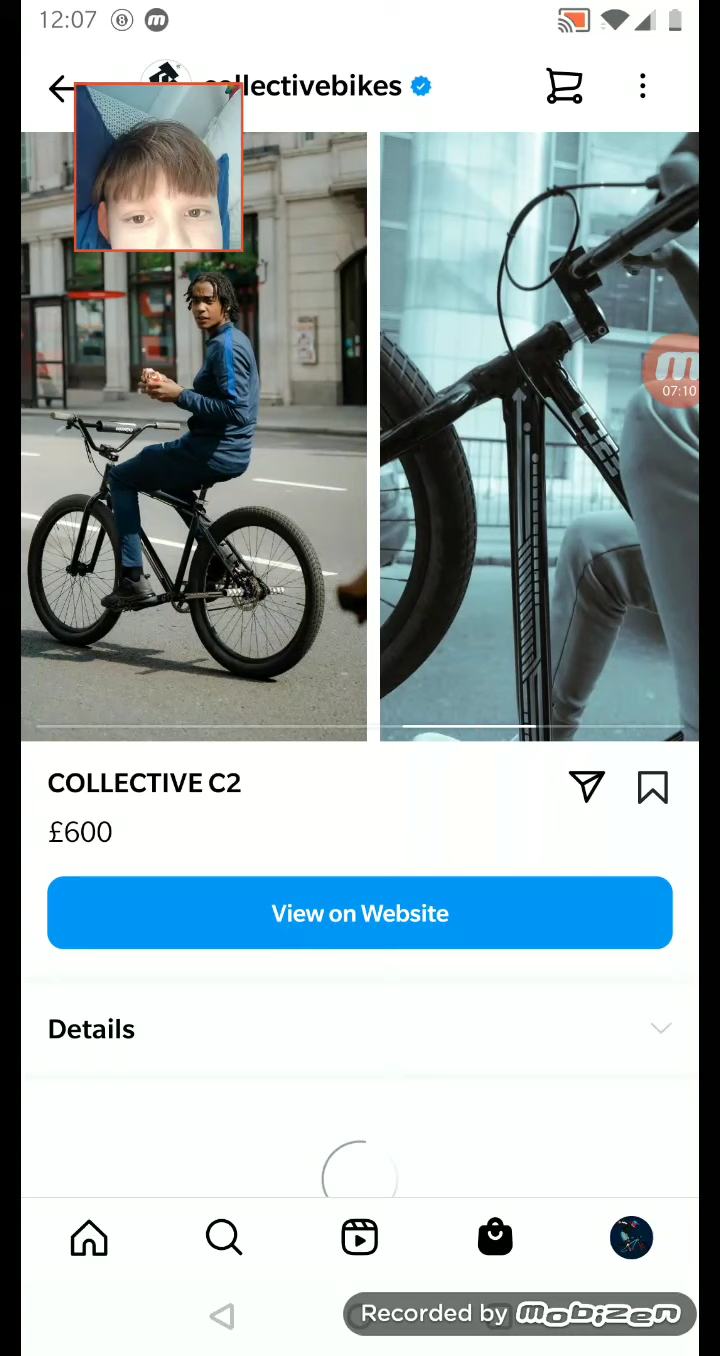 12:07
collectivebikes
07:10
COLLECTIVE C2
£600
View on Website
Details
Recorded by mobizen